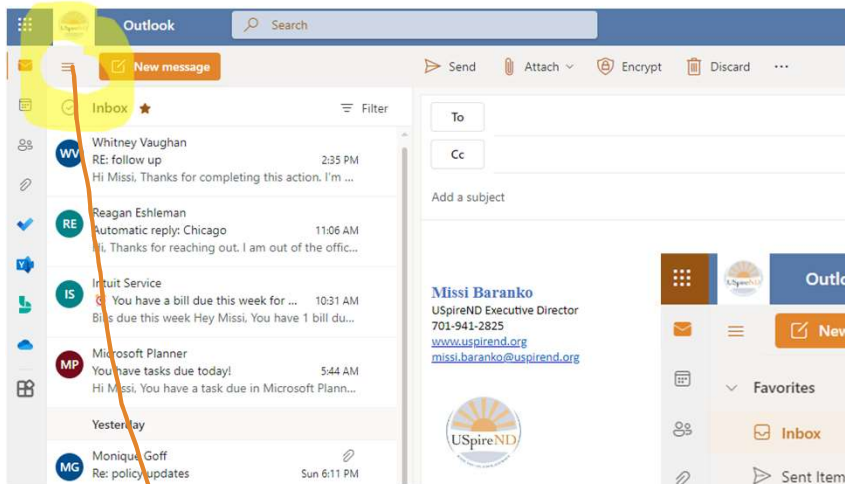 Outlook
Search
New message
Send
Attach
Encrypt
Discard
Inbox
Filter
To
Cc
Add a subject
WV
Whitney Vaughan
RE: follow up
2:35 PM
Hi Missi, Thanks for completing this action. I'm ...
RE
Reagan Eshleman
Automatic reply: Chicago
11:06 AM
Hi, Thanks for reaching out. I am out of the offic...
IS
Intuit Service
You have a bill due this week for ...
10:31 AM
Bills due this week Hey Missi, You have 1 bill du...
MP
Microsoft Planner
You have tasks due today!
5:44 AM
Hi Missi, You have a task due in Microsoft Plann...
Yesterday
MG
Monique Goff
Re: policy updates
Sun 6:11 PM
Missi Baranko
USpireND Executive Director
701-941-2825
www.uspirend.org
missi.baranko@uspirend.org
USpireND
USpireND
Outlo
New
Favorites
Inbox
Sent Item